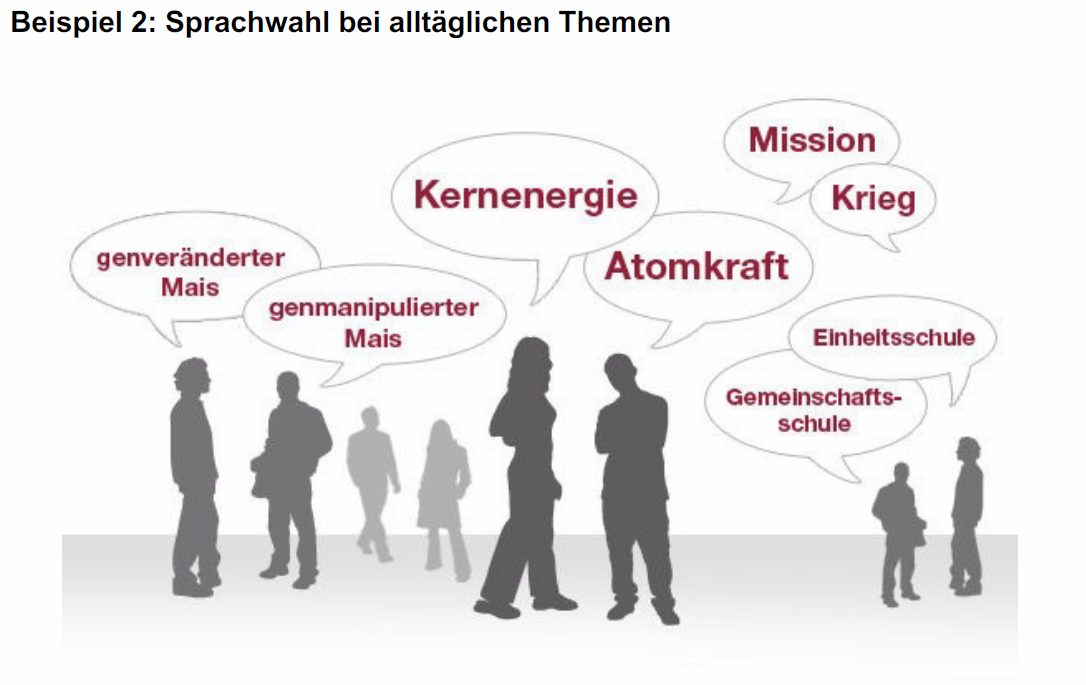 Beispiel 2: Sprachwahl bei alltäglichen Themen
Mission
Krieg
Kernenergie
Atomkraft
genveränderter
Mais
genmanipulierter
Mais
Einheitsschule
Gemeinschafts-
schule